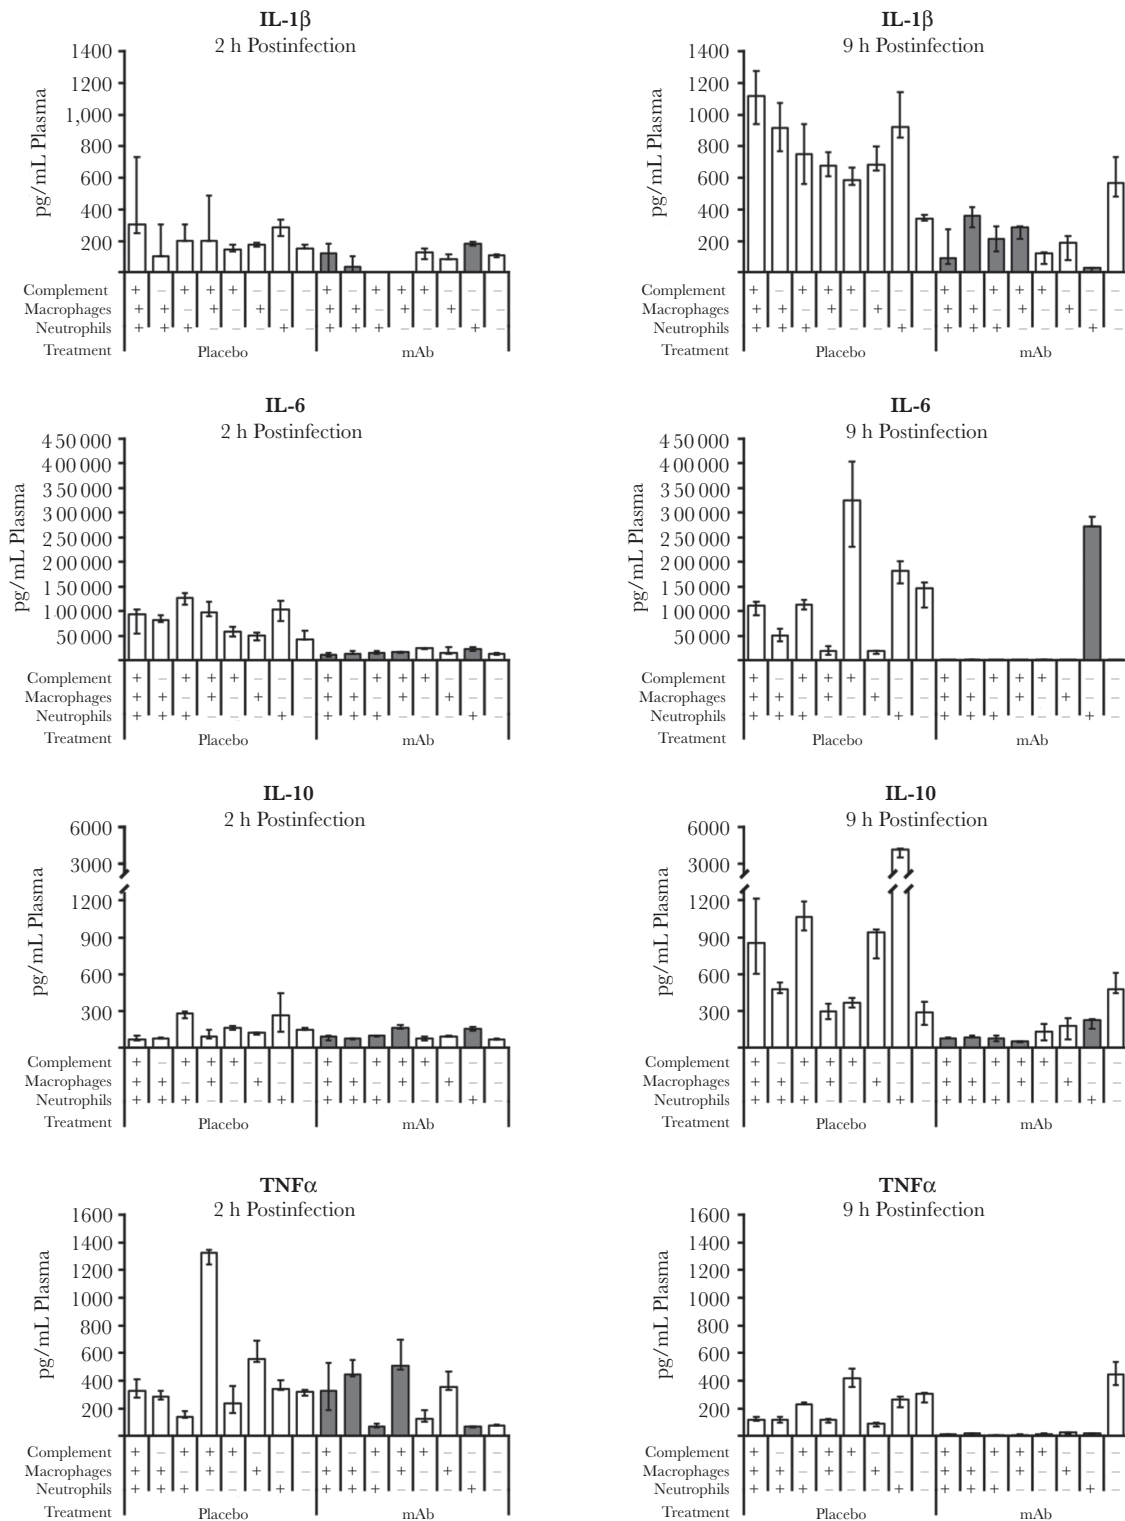 IL-1β
2 h Postinfection
pg/mL Plasma
1400
1200
1,000
800
600
400
200
Complement + – + + + – – – + – + + + – – –
Macrophages + + – + – + – – + + – + – + – –
Neutrophils + + + – – – + – + + + – – – + –
Treatment Placebo mAb
IL-1β
9 h Postinfection
pg/mL Plasma
1400
1200
1000
800
600
400
200
Complement + – + + + – – – + – + + + – – –
Macrophages + + – + – + – – + + – + – + – –
Neutrophils + + + – – – + – + + + – – – + –
Treatment Placebo mAb
IL-6
2 h Postinfection
pg/mL Plasma
4 50 000
4 00 000
3 50 000
3 00 000
2 50 000
2 00 000
1 50 000
1 00 000
50 000
Complement + – + + + – – – + – + + + – – –
Macrophages + + – + – + – – + + – + – + – –
Neutrophils + + + – – – + – + + + – – – + –
Treatment Placebo mAb
IL-6
9 h Postinfection
pg/mL Plasma
4 50 000
4 00 000
3 50 000
3 00 000
2 50 000
2 00 000
1 50 000
1 00 000
50 000
Complement + – + + + – – – + – + + + – – –
Macrophages + + – + – + – – + + – + – + – –
Neutrophils + + + – – – + – + + + – – – + –
Treatment Placebo mAb
IL-10
2 h Postinfection
pg/mL Plasma
6000
3000
1200
900
600
300
Complement + – + + + – – – + – + + + – – –
Macrophages + + – + – + – – + + – + – + – –
Neutrophils + + + – – – + – + + + – – – + –
Treatment Placebo mAb
IL-10
9 h Postinfection
pg/mL Plasma
6000
3000
1200
900
600
300
Complement + – + + + – – – + – + + + – – –
Macrophages + + – + – + – – + + – + – + – –
Neutrophils + + + – – – + – + + + – – – + –
Treatment Placebo mAb
TNFα
2 h Postinfection
pg/mL Plasma
1600
1400
1200
1000
800
600
400
200
Complement + – + + + – – – + – + + + – – –
Macrophages + + – + – + – – + + – + – + – –
Neutrophils + + + – – – + – + + + – – – + –
Treatment Placebo mAb
TNFα
9 h Postinfection
pg/mL Plasma
1600
1400
1200
1000
800
600
400
200
Complement + – + + + – – – + – + + + – – –
Macrophages + + – + – + – – + + – + – + – –
Neutrophils + + + – – – + – + + + – – – + –
Treatment Placebo mAb